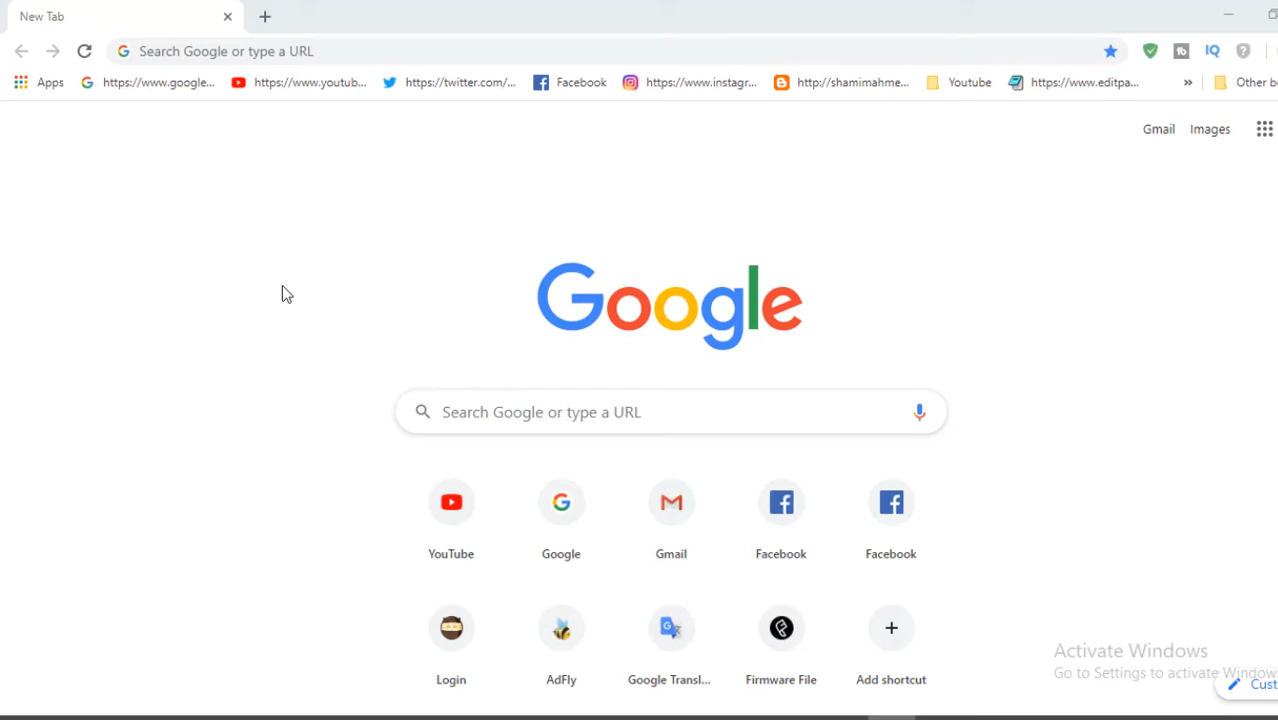 New Tab
Search Google or type a URL
Apps https://www.google... https://www.youtub... https://twitter.com/... Facebook https://www.instagr... http://shamimahme... Youtube https://www.editpa... » Other b
Gmail Images
Google
Search Google or type a URL
YouTube Google Gmail Facebook Facebook
Login AdFly Google Transl... Firmware File Add shortcut
Activate Windows
Go to Settings to activate Windows
Cust